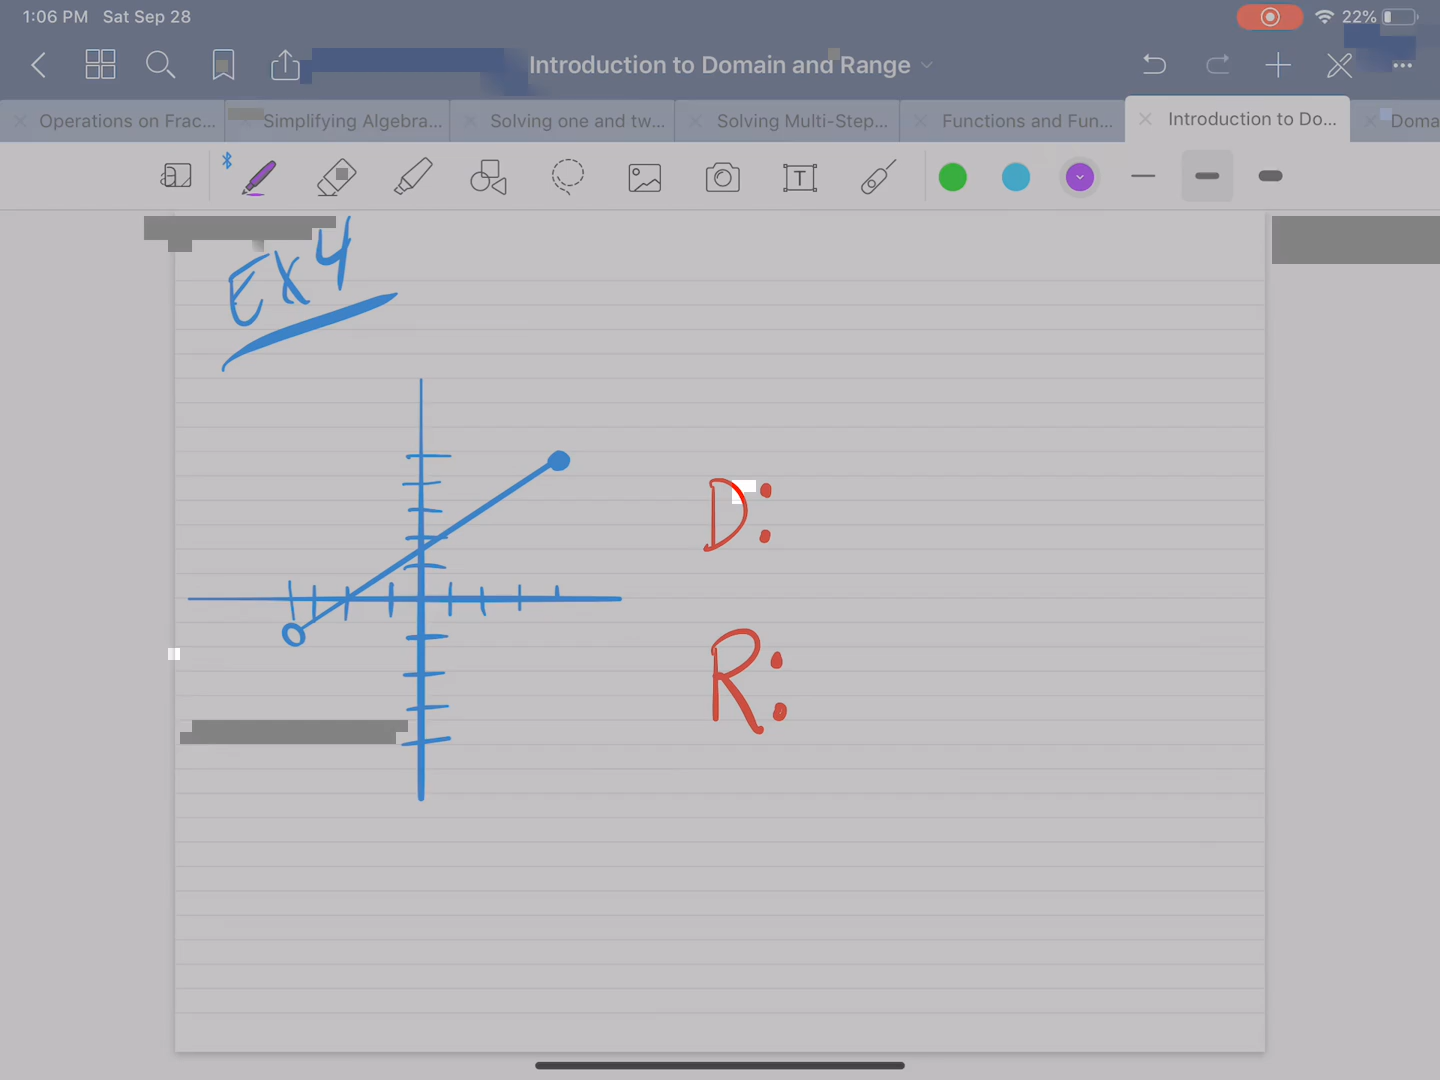 1:06 PM Sat Sep 28
22%
Introduction to Domain and Range
Operations on Frac...
Simplifying Algebra...
Solving one and tw...
Solving Multi-Step...
Functions and Fun...
Introduction to Do...
Doma
T
Ex 4
D:
R: